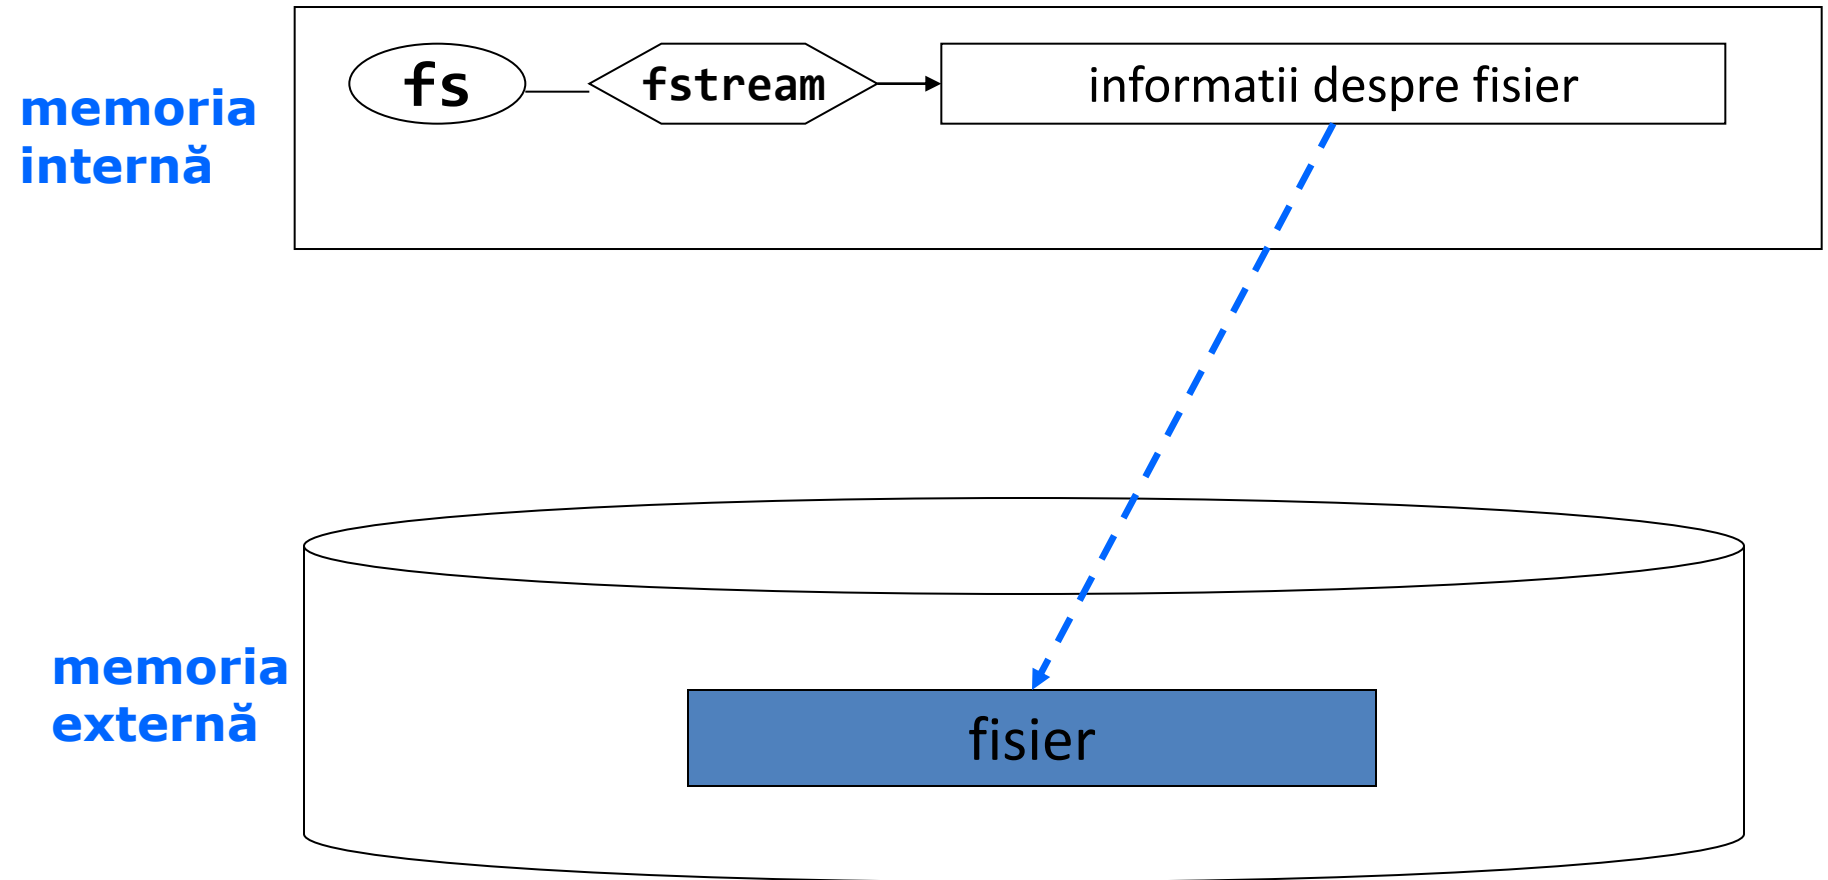 fs
fstream
informatii despre fisier
memoria
internă
memoria
externă
fisier